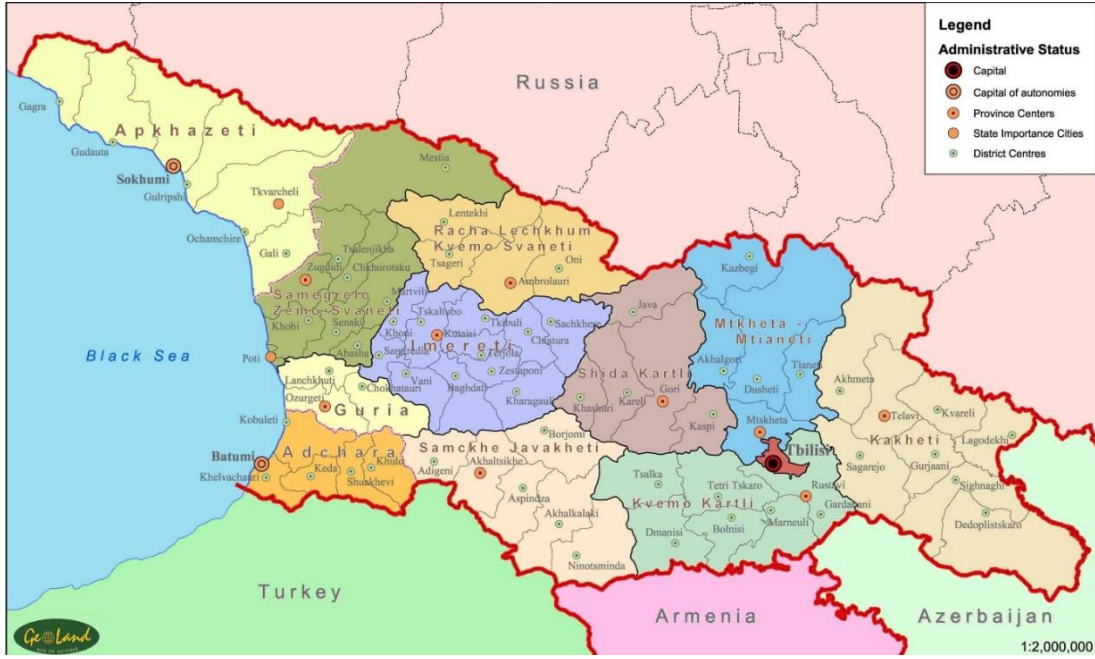 Legend
Administrative Status
Capital
Capital of autonomies
Province Centers
State Importance Cities
District Centres
Russia
Gagra
Apkhazeti
Gudauta
Sokhumi
Gulripshi
Tkvarcheli
Ochamchire
Gali
Mestia
Lentekhi
Racha Lechkhum
Kvemo Svaneti
Tsageri
Oni
Ambrolauri
Tsalenjikha
Zugdidi
Chkhorotsku
Samegrelo
Zemo Svaneti
Martvili
Khobi
Senaki
Abasha
Poti
Black Sea
Tskaltubo
Khoni
Kutaisi
Tkibuli
Sachkhere
Chiatura
Imereti
Samgredia
Terjola
Vani
Baghdati
Zestaponi
Kharagauli
Java
Shida Kartli
Khashuri
Kareli
Gori
Kaspi
Kazbegi
Mtkheta -
Mtianeti
Akhalgori
Tianeti
Dusheti
Mtskheta
Tbilisi
Akhmeta
Telavi
Kvareli
Lagodekhi
Kakheti
Sagarejo
Gurjaani
Sighnaghi
Dedoplistskaro
Lanchkhuti
Chokhatauri
Ozurgeti
Guria
Kobuleti
Adchara
Batumi
Khelvachauri
Keda
Khulo
Shuakhevi
Samckhe Javakheti
Borjomi
Adigeni
Akhaltsikhe
Aspindza
Akhalkalaki
Ninotsminda
Tsalka
Tetri Tskaro
Rustavi
Kvemo Kartli
Gardabani
Marneuli
Bolnisi
Dmanisi
Turkey
Armenia
Azerbaijan
GeoLand
1:2,000,000